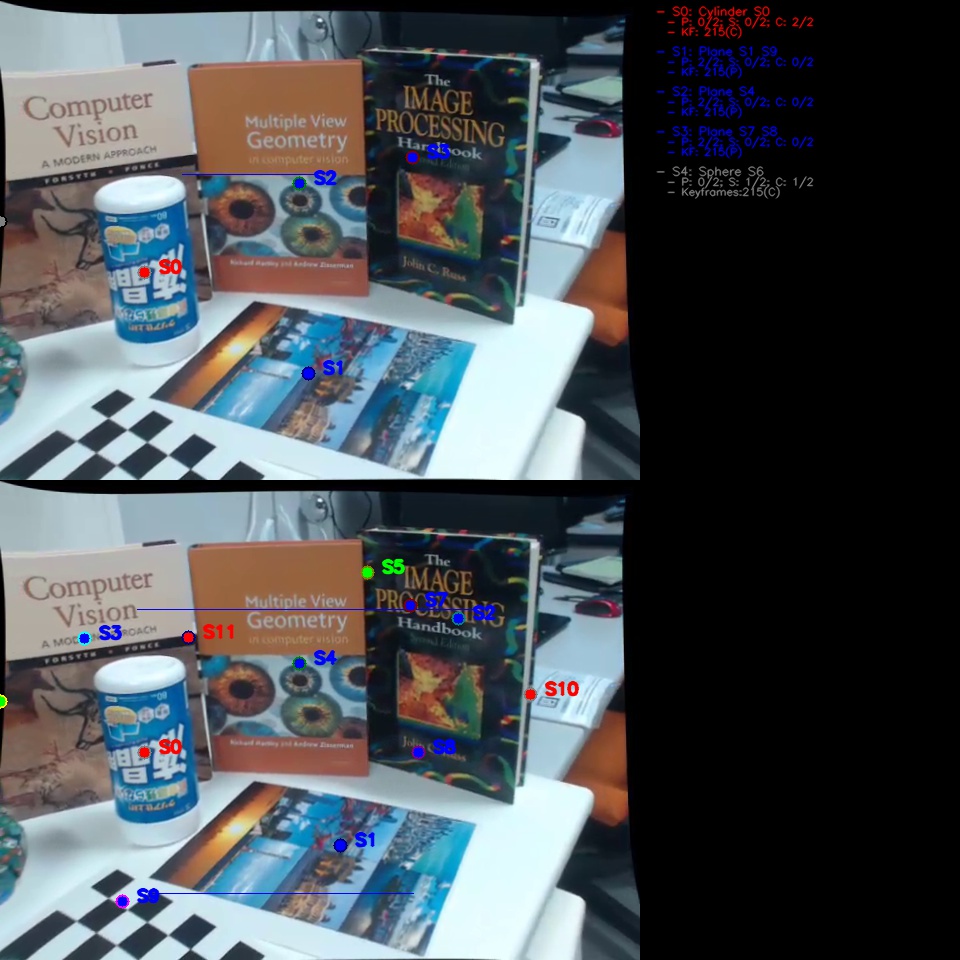 S0: Cylinder S0
P: 0/2; S: 0/2; C: 2/2
KF: 215(C)
S1: Plane S1 S9
P: 2/2; S: 0/2; C: 0/2
KF: 215(P)
S2: Plane S4
P: 2/2; S: 0/2; C: 0/2
KF: 215(P)
S3: Plane S7 S8
P: 2/2; S: 0/2; C: 0/2
KF: 215(P)
S4: Sphere S6
P: 0/2; S: 1/2; C: 1/2
Keyframes:215(C)
Computer
Vision
A MODERN APPROACH
FORSYTH • PONCE
Multiple View
Geometry
in computer vision
Richard Hartley and Andrew Zisserman
The
IMAGE
PROCESSING
Handbook
John C. Russ
S3
S2
S0
S1
Computer
Vision
A MODERN APPROACH
FORSYTH • PONCE
Multiple View
Geometry
in computer vision
Richard Hartley and Andrew Zisserman
The
IMAGE
PROCESSING
Handbook
Second Edition
John C. Russ
S5
S7
S2
S3
S11
S4
S10
S0
S8
S1
S9